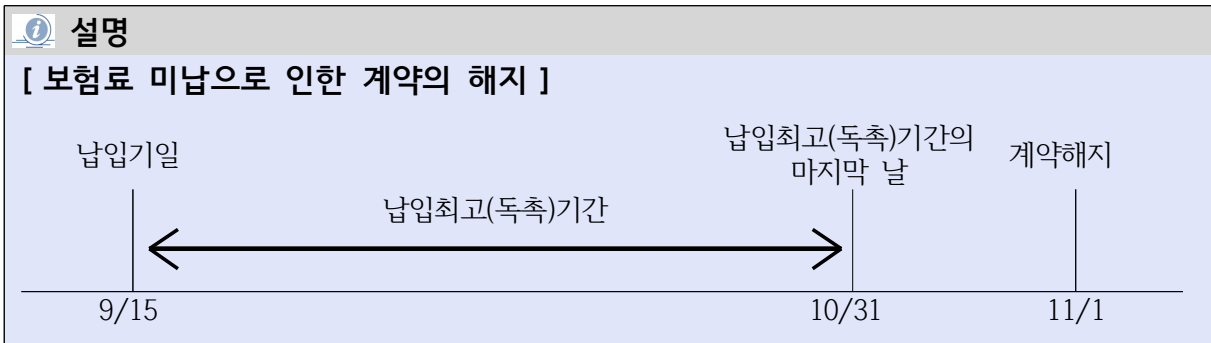 설명
[ 보험료 미납으로 인한 계약의 해지 ]
납입기일
납입최고(독촉)기간의
마지막 날
계약해지
납입최고(독촉)기간
9/15
10/31
11/1